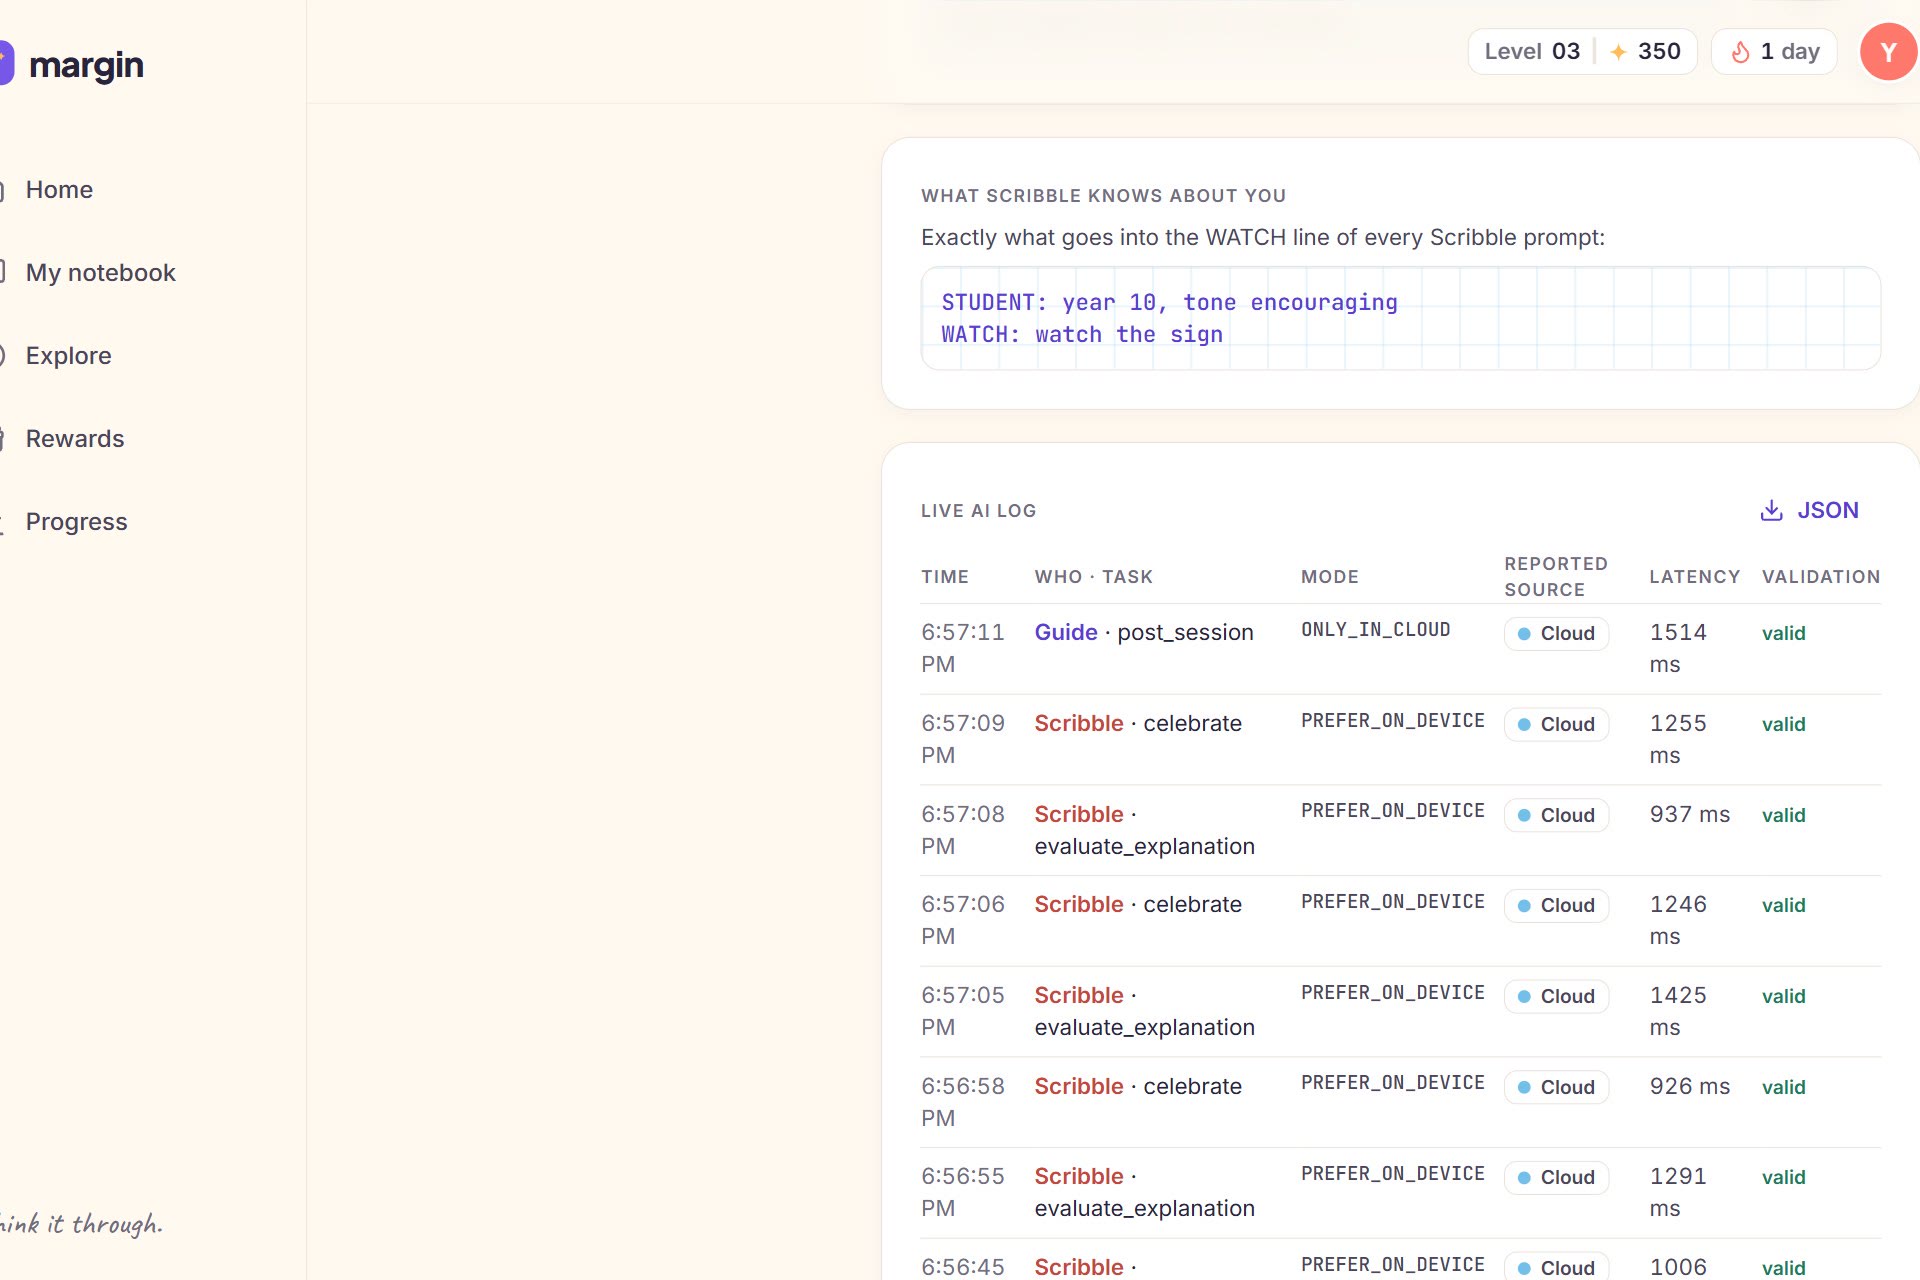 margin
Level 03 350 1 day Y
Home
My notebook
Explore
Rewards
Progress
hink it through.
WHAT SCRIBBLE KNOWS ABOUT YOU
Exactly what goes into the WATCH line of every Scribble prompt:
STUDENT: year 10, tone encouraging
WATCH: watch the sign
LIVE AI LOG JSON
TIME WHO · TASK MODE REPORTED SOURCE LATENCY VALIDATION
6:57:11 PM Guide · post_session ONLY_IN_CLOUD Cloud 1514 ms valid
6:57:09 PM Scribble · celebrate PREFER_ON_DEVICE Cloud 1255 ms valid
6:57:08 PM Scribble · evaluate_explanation PREFER_ON_DEVICE Cloud 937 ms valid
6:57:06 PM Scribble · celebrate PREFER_ON_DEVICE Cloud 1246 ms valid
6:57:05 PM Scribble · evaluate_explanation PREFER_ON_DEVICE Cloud 1425 ms valid
6:56:58 PM Scribble · celebrate PREFER_ON_DEVICE Cloud 926 ms valid
6:56:55 PM Scribble · evaluate_explanation PREFER_ON_DEVICE Cloud 1291 ms valid
6:56:45 Scribble · PREFER_ON_DEVICE Cloud 1006 valid